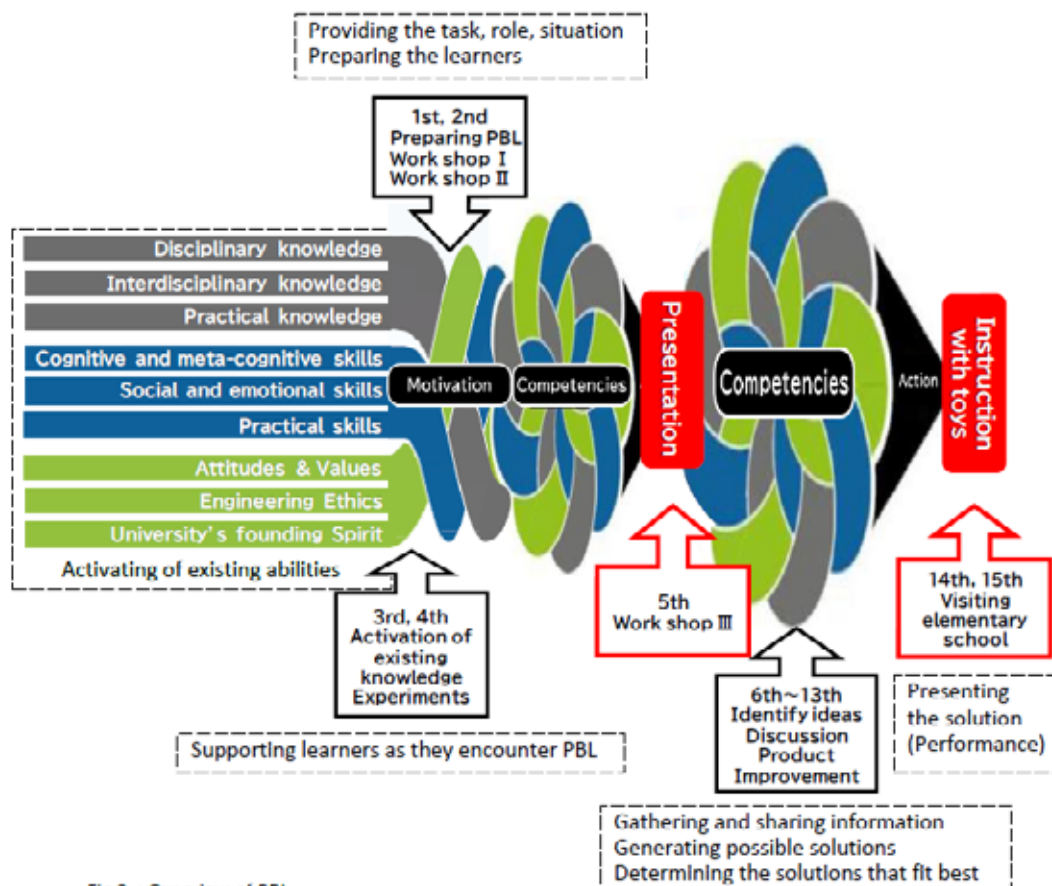 Providing the task, role, situation
Preparing the learners
1st, 2nd
Preparing PBL
Work shop Ⅰ
Work shop Ⅱ
Disciplinary knowledge
Interdisciplinary knowledge
Practical knowledge
Cognitive and meta-cognitive skills
Social and emotional skills
Practical skills
Attitudes & Values
Engineering Ethics
University's founding Spirit
Activating of existing abilities
Motivation
Competencies
Presentation
Competencies
Action
Instruction
with toys
3rd, 4th
Activation of
existing
knowledge
Experiments
Supporting learners as they encounter PBL
5th
Work shop Ⅲ
6th~13th
Identify ideas
Discussion
Product
Improvement
14th, 15th
Visiting
elementary
school
Presenting
the solution
(Performance)
Gathering and sharing information
Generating possible solutions
Determining the solutions that fit best